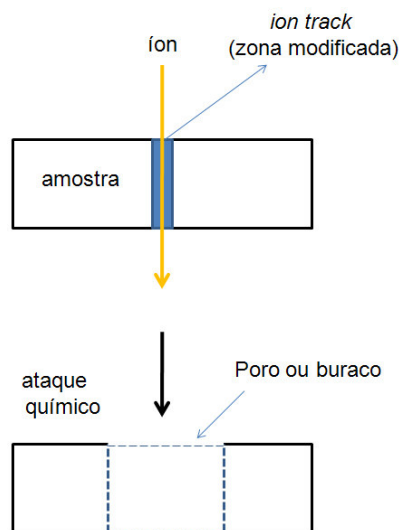 ion track
íon
(zona modificada)
amostra
Poro ou buraco
ataque
químico